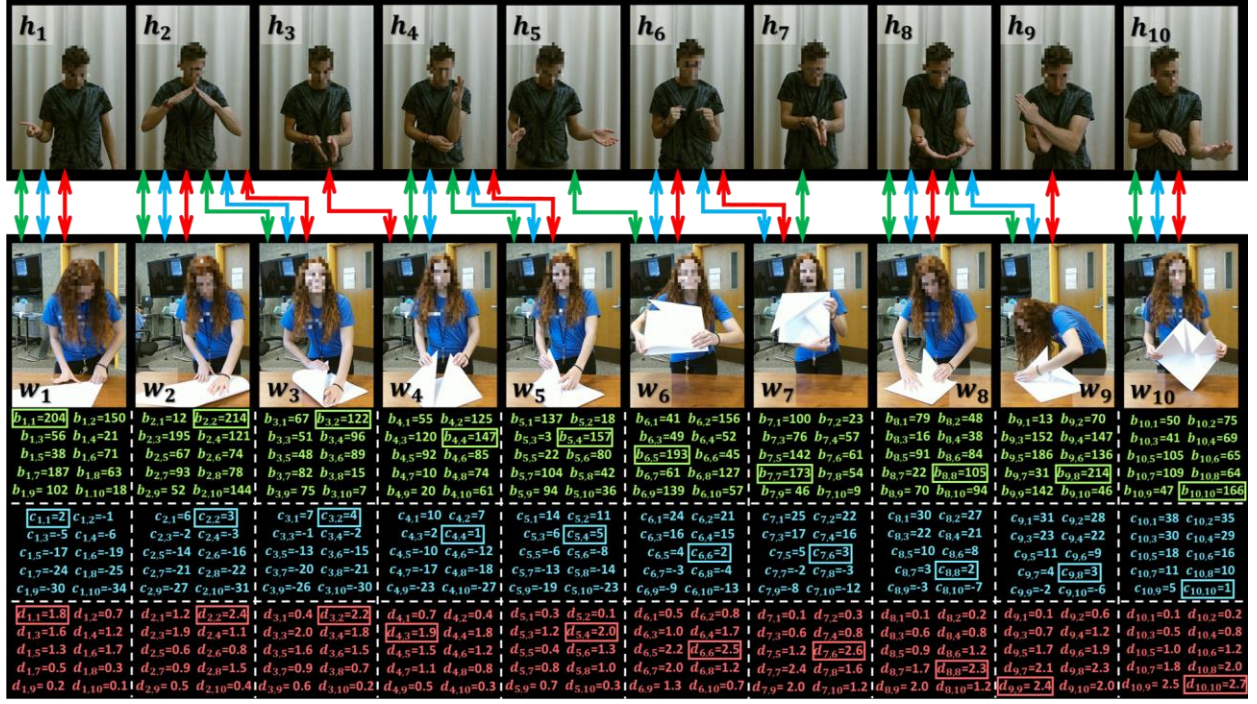 h₁ h₂ h₃ h₄ h₅ h₆ h₇ h₈ h₉ h₁₀
w₁ w₂ w₃ w₄ w₅ w₆ w₇ w₈ w₉ w₁₀
b₁,₁=204 b₁,₂=150 b₂,₁=12 b₂,₂=214 b₃,₁=67 b₃,₂=122 b₄,₁=55 b₄,₂=125 b₅,₁=137 b₅,₂=18 b₆,₁=41 b₆,₂=156 b₇,₁=100 b₇,₂=23 b₈,₁=79 b₈,₂=48 b₉,₁=13 b₉,₂=70 b₁₀,₁=50 b₁₀,₂=75
b₁,₃=56 b₁,₄=21 b₂,₃=195 b₂,₄=121 b₃,₃=51 b₃,₄=96 b₄,₃=120 b₄,₄=147 b₅,₃=3 b₅,₄=157 b₆,₃=49 b₆,₄=52 b₇,₃=76 b₇,₄=57 b₈,₃=16 b₈,₄=38 b₉,₃=152 b₉,₄=147 b₁₀,₃=41 b₁₀,₄=69
b₁,₅=38 b₁,₆=71 b₂,₅=67 b₂,₆=74 b₃,₅=48 b₃,₆=89 b₄,₅=92 b₄,₆=85 b₅,₅=22 b₅,₆=80 b₆,₅=193 b₆,₆=45 b₇,₅=142 b₇,₆=61 b₈,₅=91 b₈,₆=84 b₉,₅=186 b₉,₆=136 b₁₀,₅=105 b₁₀,₆=65
b₁,₇=187 b₁,₈=63 b₂,₇=93 b₂,₈=78 b₃,₇=82 b₃,₈=15 b₄,₇=10 b₄,₈=74 b₅,₇=104 b₅,₈=42 b₆,₇=61 b₆,₈=127 b₇,₇=173 b₇,₈=54 b₈,₇=22 b₈,₈=105 b₉,₇=31 b₉,₈=214 b₁₀,₇=109 b₁₀,₈=64
b₁,₉= 102 b₁,₁₀=18 b₂,₉= 52 b₂,₁₀=144 b₃,₉= 75 b₃,₁₀=7 b₄,₉= 20 b₄,₁₀=61 b₅,₉= 94 b₅,₁₀=36 b₆,₉=139 b₆,₁₀=57 b₇,₉= 46 b₇,₁₀=9 b₈,₉= 70 b₈,₁₀=94 b₉,₉=142 b₉,₁₀=46 b₁₀,₉=47 b₁₀,₁₀=166
c₁,₁=2 c₁,₂=-1 c₂,₁=6 c₂,₂=3 c₃,₁=7 c₃,₂=4 c₄,₁=10 c₄,₂=7 c₅,₁=14 c₅,₂=11 c₆,₁=24 c₆,₂=21 c₇,₁=25 c₇,₂=22 c₈,₁=30 c₈,₂=27 c₉,₁=31 c₉,₂=28 c₁₀,₁=38 c₁₀,₂=35
c₁,₃=-5 c₁,₄=-6 c₂,₃=-2 c₂,₄=-3 c₃,₃=-1 c₃,₄=-2 c₄,₃=2 c₄,₄=1 c₅,₃=6 c₅,₄=5 c₆,₃=16 c₆,₄=15 c₇,₃=17 c₇,₄=16 c₈,₃=22 c₈,₄=21 c₉,₃=23 c₉,₄=22 c₁₀,₃=30 c₁₀,₄=29
c₁,₅=-17 c₁,₆=-19 c₂,₅=-14 c₂,₆=-16 c₃,₅=-13 c₃,₆=-15 c₄,₅=-10 c₄,₆=-12 c₅,₅=-6 c₅,₆=-8 c₆,₅=4 c₆,₆=2 c₇,₅=5 c₇,₆=3 c₈,₅=10 c₈,₆=8 c₉,₅=11 c₉,₆=9 c₁₀,₅=18 c₁₀,₆=16
c₁,₇=-24 c₁,₈=-25 c₂,₇=-21 c₂,₈=-22 c₃,₇=-20 c₃,₈=-21 c₄,₇=-17 c₄,₈=-18 c₅,₇=-13 c₅,₈=-14 c₆,₇=-3 c₆,₈=-4 c₇,₇=-2 c₇,₈=-3 c₈,₇=3 c₈,₈=2 c₉,₇=4 c₉,₈=3 c₁₀,₇=11 c₁₀,₈=10
c₁,₉=-30 c₁,₁₀=-34 c₂,₉=-27 c₂,₁₀=-31 c₃,₉=-26 c₃,₁₀=-30 c₄,₉=-23 c₄,₁₀=-27 c₅,₉=-19 c₅,₁₀=-23 c₆,₉=-9 c₆,₁₀=-13 c₇,₉=-8 c₇,₁₀=-12 c₈,₉=-3 c₈,₁₀=-7 c₉,₉=-2 c₉,₁₀=-6 c₁₀,₉=5 c₁₀,₁₀=1
d₁,₁=1.8 d₁,₂=0.7 d₂,₁=1.2 d₂,₂=2.4 d₃,₁=0.4 d₃,₂=2.2 d₄,₁=0.7 d₄,₂=0.4 d₅,₁=0.3 d₅,₂=0.1 d₆,₁=0.5 d₆,₂=0.8 d₇,₁=0.1 d₇,₂=0.3 d₈,₁=0.1 d₈,₂=0.2 d₉,₁=0.1 d₉,₂=0.6 d₁₀,₁=0.1 d₁₀,₂=0.2
d₁,₃=1.6 d₁,₄=1.2 d₂,₃=1.9 d₂,₄=1.1 d₃,₃=2.0 d₃,₄=1.8 d₄,₃=1.9 d₄,₄=1.8 d₅,₃=1.2 d₅,₄=2.0 d₆,₃=1.0 d₆,₄=1.7 d₇,₃=0.6 d₇,₄=0.8 d₈,₃=0.6 d₈,₄=0.8 d₉,₃=0.7 d₉,₄=1.2 d₁₀,₃=0.5 d₁₀,₄=0.8
d₁,₅=1.3 d₁,₆=1.7 d₂,₅=0.6 d₂,₆=0.8 d₃,₅=1.7 d₃,₆=1.4 d₄,₅=1.5 d₄,₆=1.2 d₅,₅=0.4 d₅,₆=1.3 d₆,₅=2.2 d₆,₆=2.5 d₇,₅=1.2 d₇,₆=2.6 d₈,₅=0.9 d₈,₆=1.2 d₉,₅=1.7 d₉,₆=1.9 d₁₀,₅=1.0 d₁₀,₆=1.2
d₁,₇=0.5 d₁,₈=0.3 d₂,₇=0.9 d₂,₈=1.5 d₃,₇=0.9 d₃,₈=0.7 d₄,₇=1.1 d₄,₈=0.8 d₅,₇=0.8 d₅,₈=1.0 d₆,₇=2.0 d₆,₈=1.2 d₇,₇=2.4 d₇,₈=1.6 d₈,₇=1.7 d₈,₈=2.3 d₉,₇=2.1 d₉,₈=2.3 d₁₀,₇=1.8 d₁₀,₈=2.0
d₁,₉= 0.2 d₁,₁₀=0.1 d₂,₉= 0.5 d₂,₁₀=0.4 d₃,₉= 0.6 d₃,₁₀=0.2 d₄,₉=0.5 d₄,₁₀=0.3 d₅,₉= 0.7 d₅,₁₀=0.3 d₆,₉= 1.3 d₆,₁₀=0.7 d₇,₉= 2.0 d₇,₁₀=1.2 d₈,₉= 2.0 d₈,₁₀=1.2 d₉,₉= 2.4 d₉,₁₀=2.0 d₁₀,₉= 2.5 d₁₀,₁₀=2.7